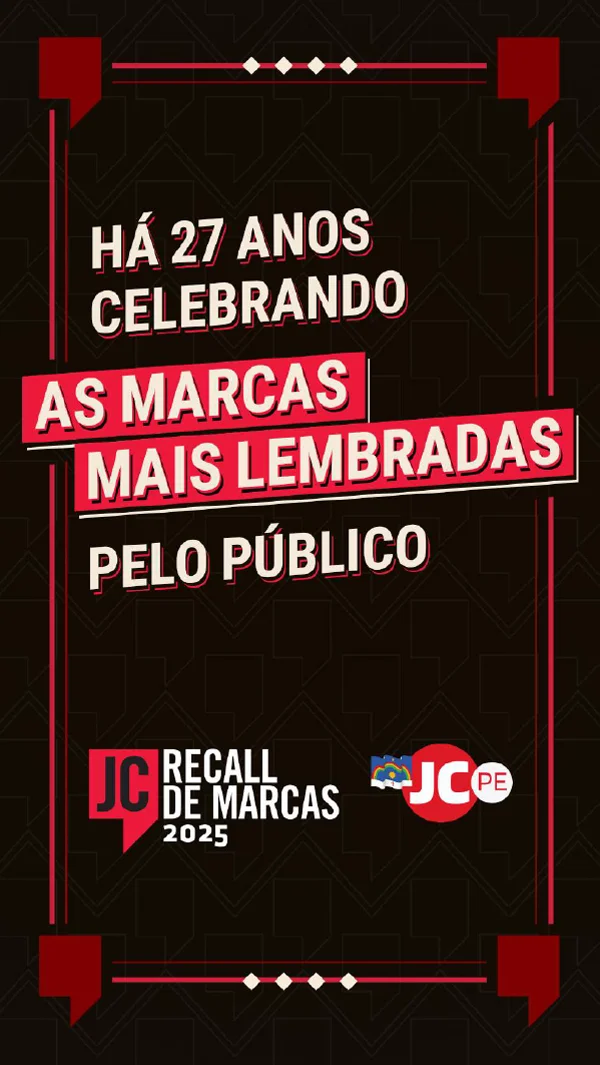 HÁ 27 ANOS
CELEBRANDO
AS MARCAS
MAIS LEMBRADAS
PELO PÚBLICO
JC RECALL
DE MARCAS
2025
JC PE